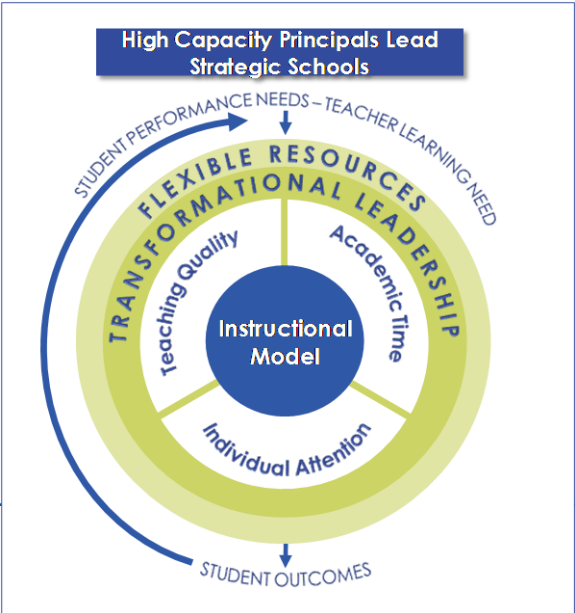 High Capacity Principals Lead
Strategic Schools
STUDENT PERFORMANCE NEEDS – TEACHER LEARNING NEED
FLEXIBLE RESOURCES
TRANSFORMATIONAL LEADERSHIP
Teaching Quality
Academic Time
Instructional
Model
Individual Attention
STUDENT OUTCOMES